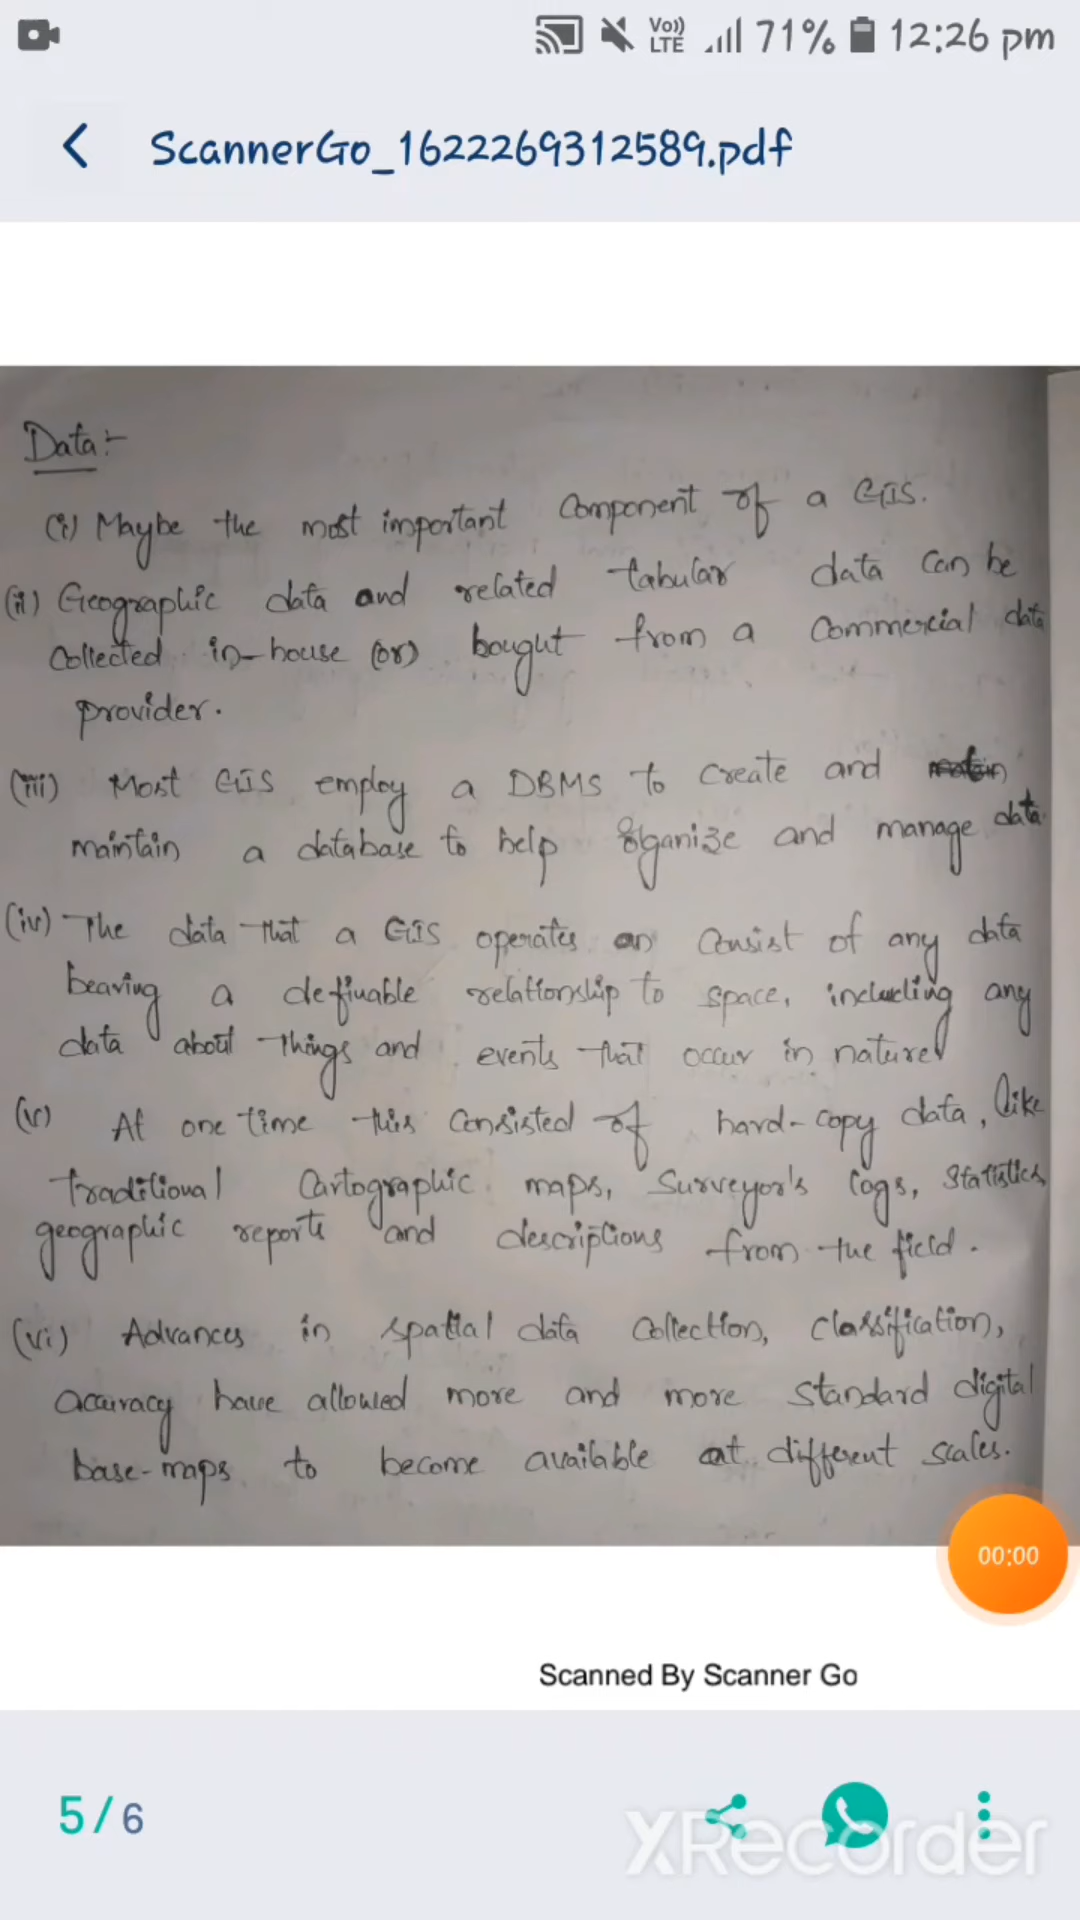 Vo)) LTE 71% 12:26 pm
ScannerGo_1622269312589.pdf
Data:-
(i) Maybe the most important component of a GIS.
(ii) Geographic data and related tabular data can be
collected in-house (or) bought from a commercial data
provider.
(iii) Most GIS employ a DBMS to create and
maintain a database to help organize and manage data.
(iv) The data that a GIS operates on consist of any data
bearing a definable relationship to space, including any
data about things and events that occur in nature
(v) At one time this consisted of hard-copy data, like
traditional cartographic maps, surveyor's logs, statistics
geographic reports and descriptions from the field.
(vi) Advances in spatial data collection, classification,
accuracy have allowed more and more standard digital
base-maps to become available at different scales.
00:00
Scanned By Scanner Go
5/6
XRecorder